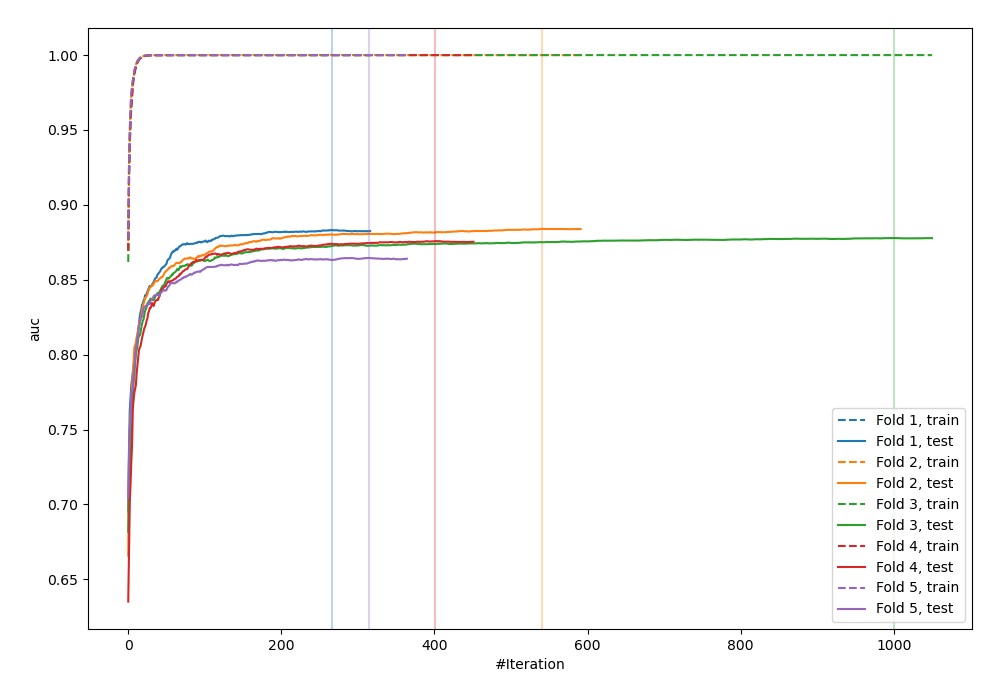 1.00
0.95
0.90
0.85
0.80
0.75
0.70
0.65
auc
0
200
400
600
800
1000
#Iteration
Fold 1, train
Fold 1, test
Fold 2, train
Fold 2, test
Fold 3, train
Fold 3, test
Fold 4, train
Fold 4, test
Fold 5, train
Fold 5, test